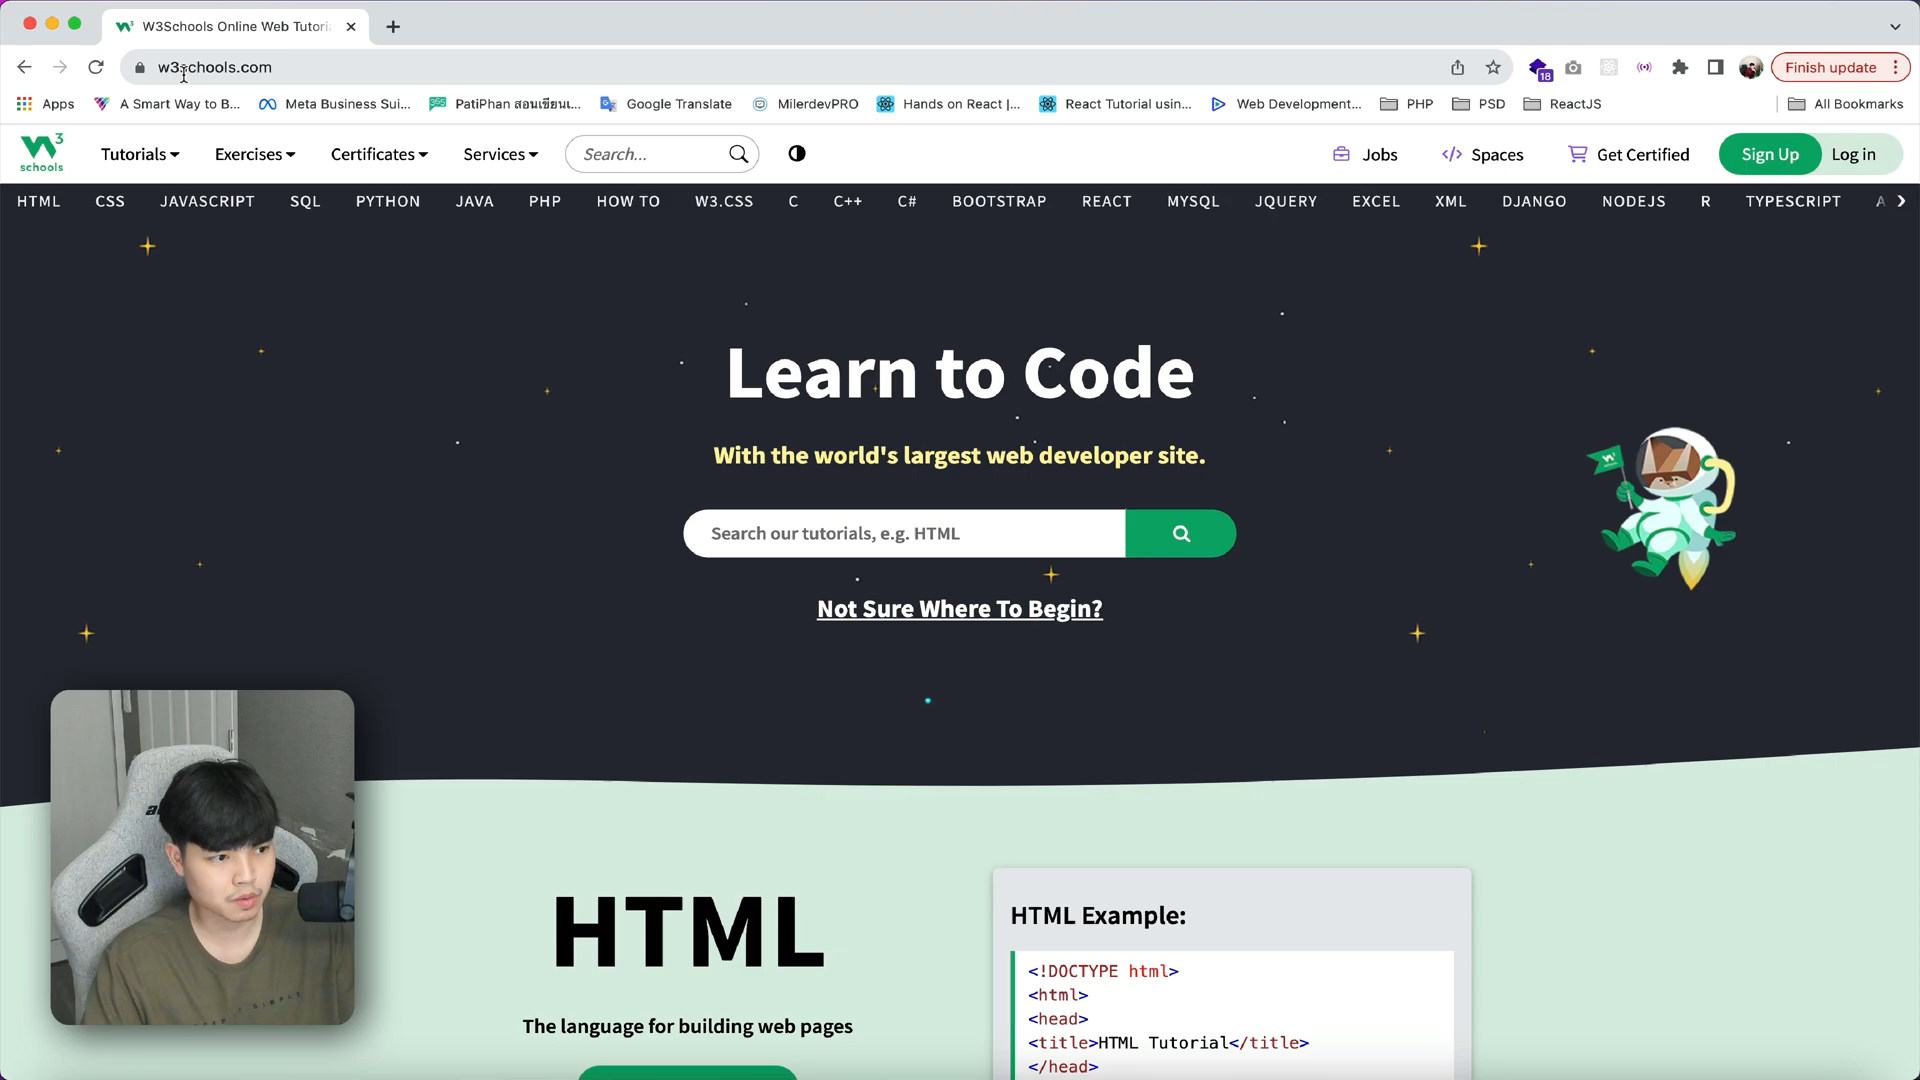 W3Schools Online Web Tutori
w3schools.com
18
Finish update
Apps
A Smart Way to B...
Meta Business Sui...
365
PatiPhan สอนเขียน...
Google Translate
MilerdevPRO
Hands on React |...
React Tutorial usin...
Web Development...
PHP
PSD
ReactJS
All Bookmarks
W3
schools
Tutorials
Exercises
Certificates
Services
Search...
Jobs
Spaces
Get Certified
Sign Up
Log in
HTML
CSS
JAVASCRIPT
SQL
PYTHON
JAVA
PHP
HOW TO
W3.CSS
C
C++
C#
BOOTSTRAP
REACT
MYSQL
JQUERY
EXCEL
XML
DJANGO
NODEJS
R
TYPESCRIPT
A
Learn to Code
With the world's largest web developer site.
Search our tutorials, e.g. HTML
Not Sure Where To Begin?
HTML
The language for building web pages
HTML Example:
<!DOCTYPE html>
<html>
<head>
<title>HTML Tutorial</title>
</head>